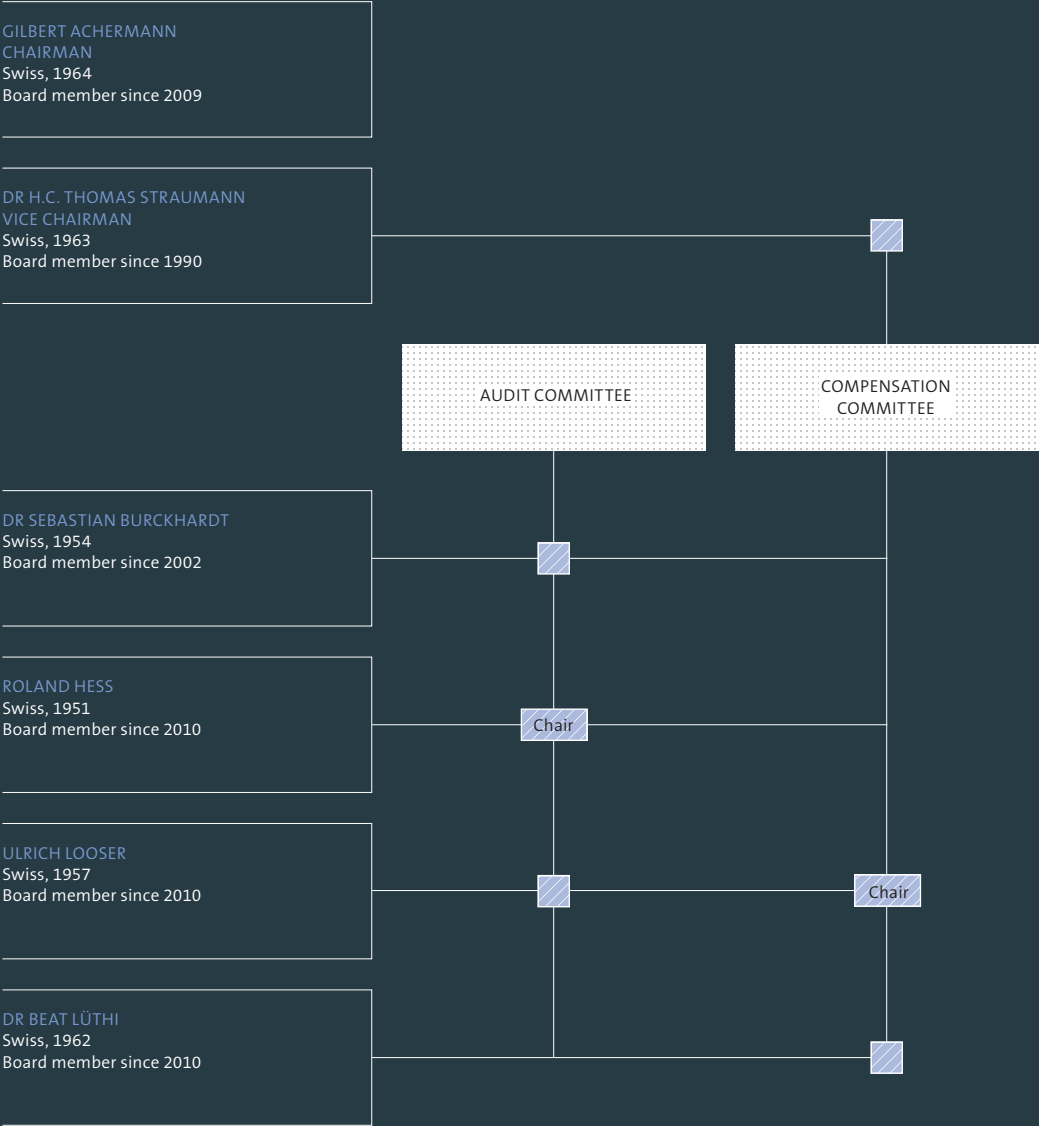 GILBERT ACHERMANN
CHAIRMAN
Swiss, 1964
Board member since 2009
DR H.C. THOMAS STRAUMANN
VICE CHAIRMAN
Swiss, 1963
Board member since 1990
AUDIT COMMITTEE
COMPENSATION
COMMITTEE
DR SEBASTIAN BURCKHARDT
Swiss, 1954
Board member since 2002
ROLAND HESS
Swiss, 1951
Board member since 2010
Chair
ULRICH LOOSER
Swiss, 1957
Board member since 2010
Chair
DR BEAT LÜTHI
Swiss, 1962
Board member since 2010